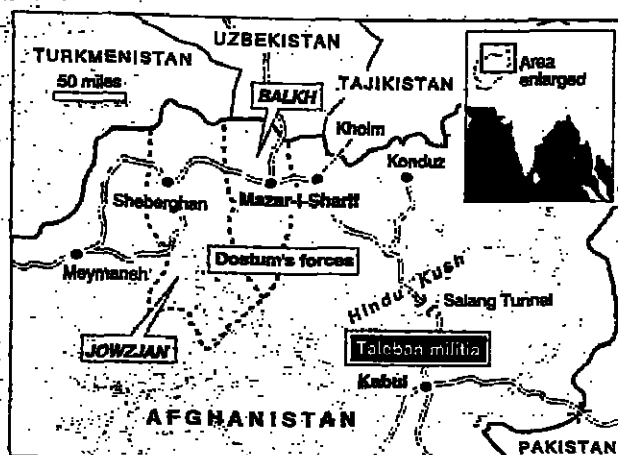 UZBEKISTAN
TURKMENISTAN
50 miles
TAJIKISTAN
Area
enlarged
BALKH
Kholm
Konduz
Sheberghan
Mazar-i-Sharif
Meymaneh
Dostum's forces
Hindu Kush
Salang Tunnel
JOWZJAN
Taleban militia
Kabul
AFGHANISTAN
PAKISTAN